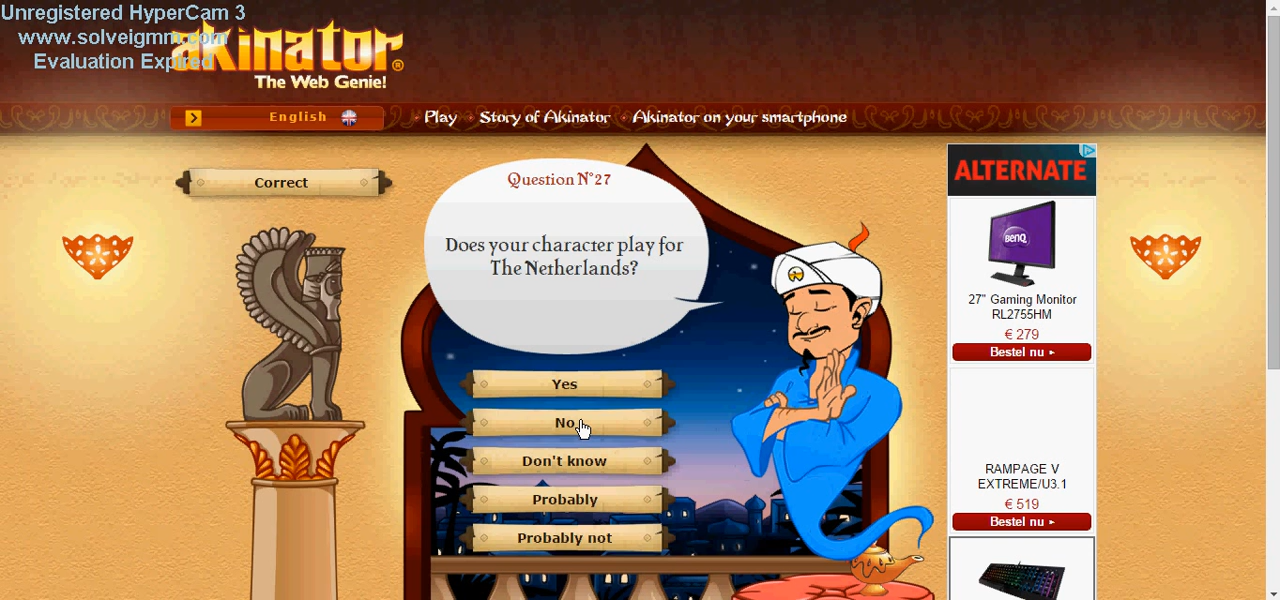 Unregistered HyperCam 3
www.solveigmm.com
Evaluation Expired
akinator®
The Web Genie!
English
Play
Story of Akinator
Akinator on your smartphone
Correct
Question N°27
Does your character play for
The Netherlands?
Yes
No
Don't know
Probably
Probably not
ALTERNATE
BenQ
27" Gaming Monitor
RL2755HM
€ 279
Bestel nu ▸
RAMPAGE V
EXTREME/U3.1
€ 519
Bestel nu ▸